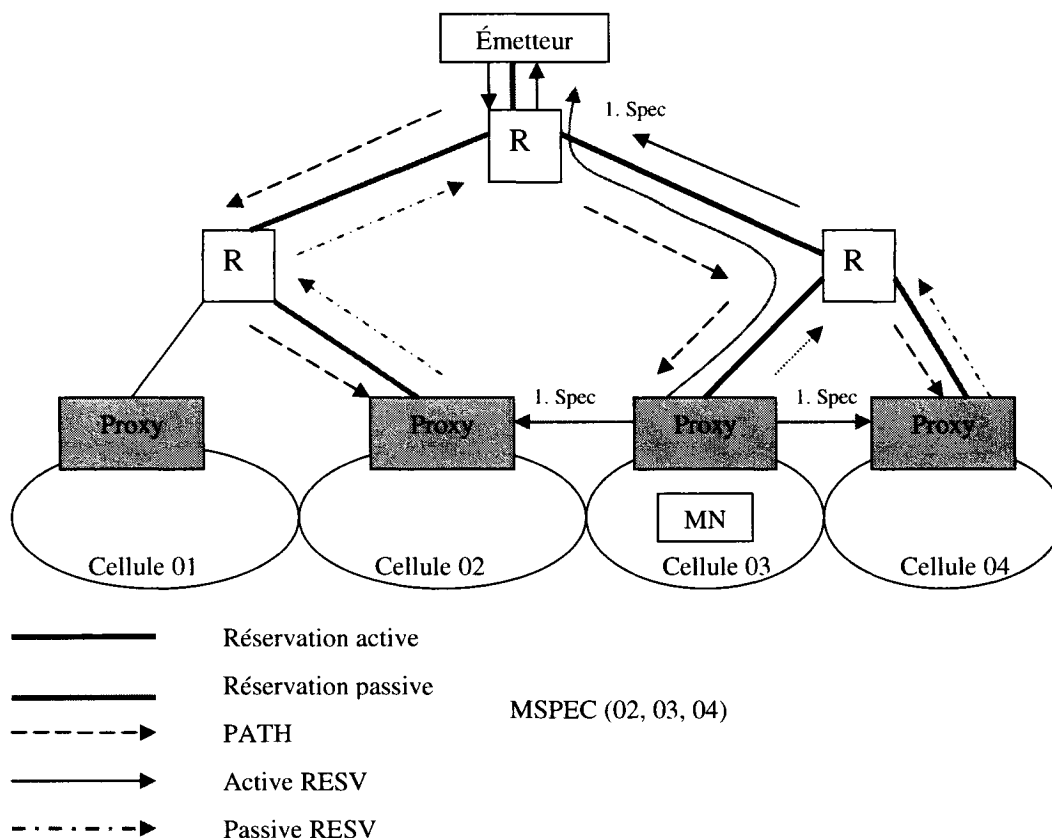 Émetteur
1. Spec
R
R
R
1. Spec
1. Spec
Proxy
Proxy
Proxy
Proxy
MN
Cellule 01
Cellule 02
Cellule 03
Cellule 04
Réservation active
Réservation passive
MSPEC (02, 03, 04)
PATH
Active RESV
Passive RESV